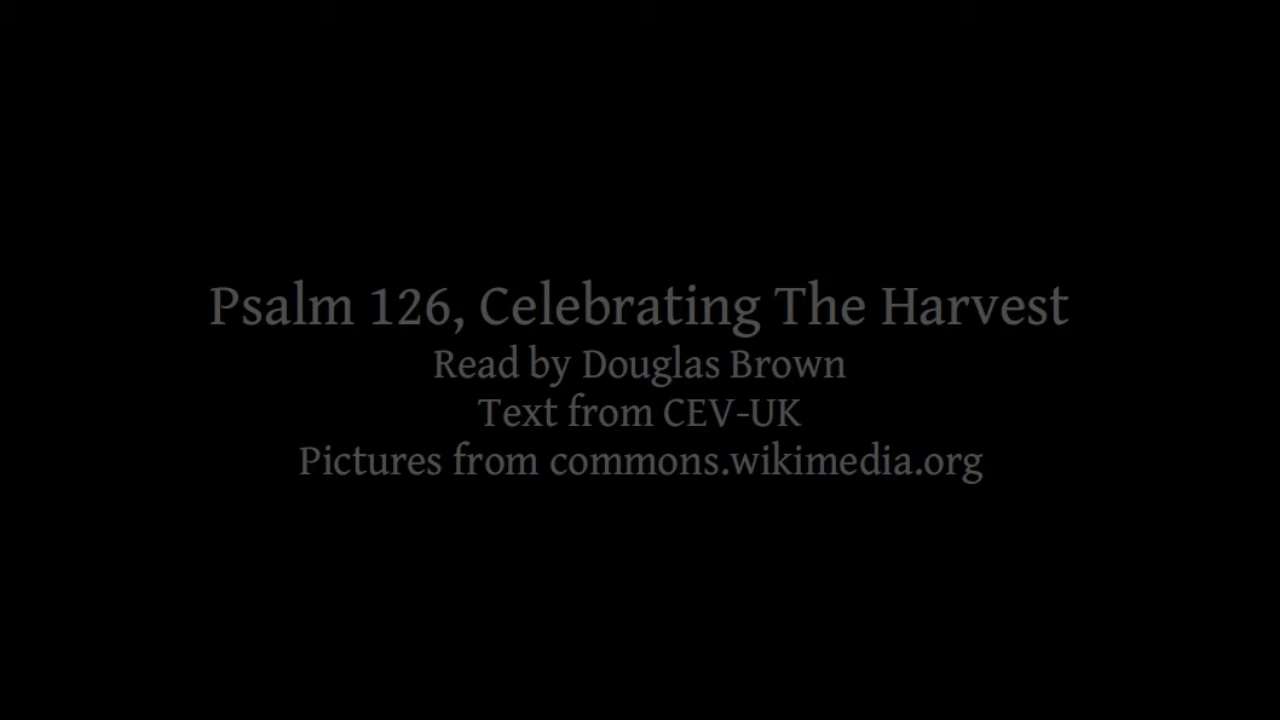 Psalm 126, Celebrating The Harvest
Read by Douglas Brown
Text from CEV-UK
Pictures from commons.wikimedia.org